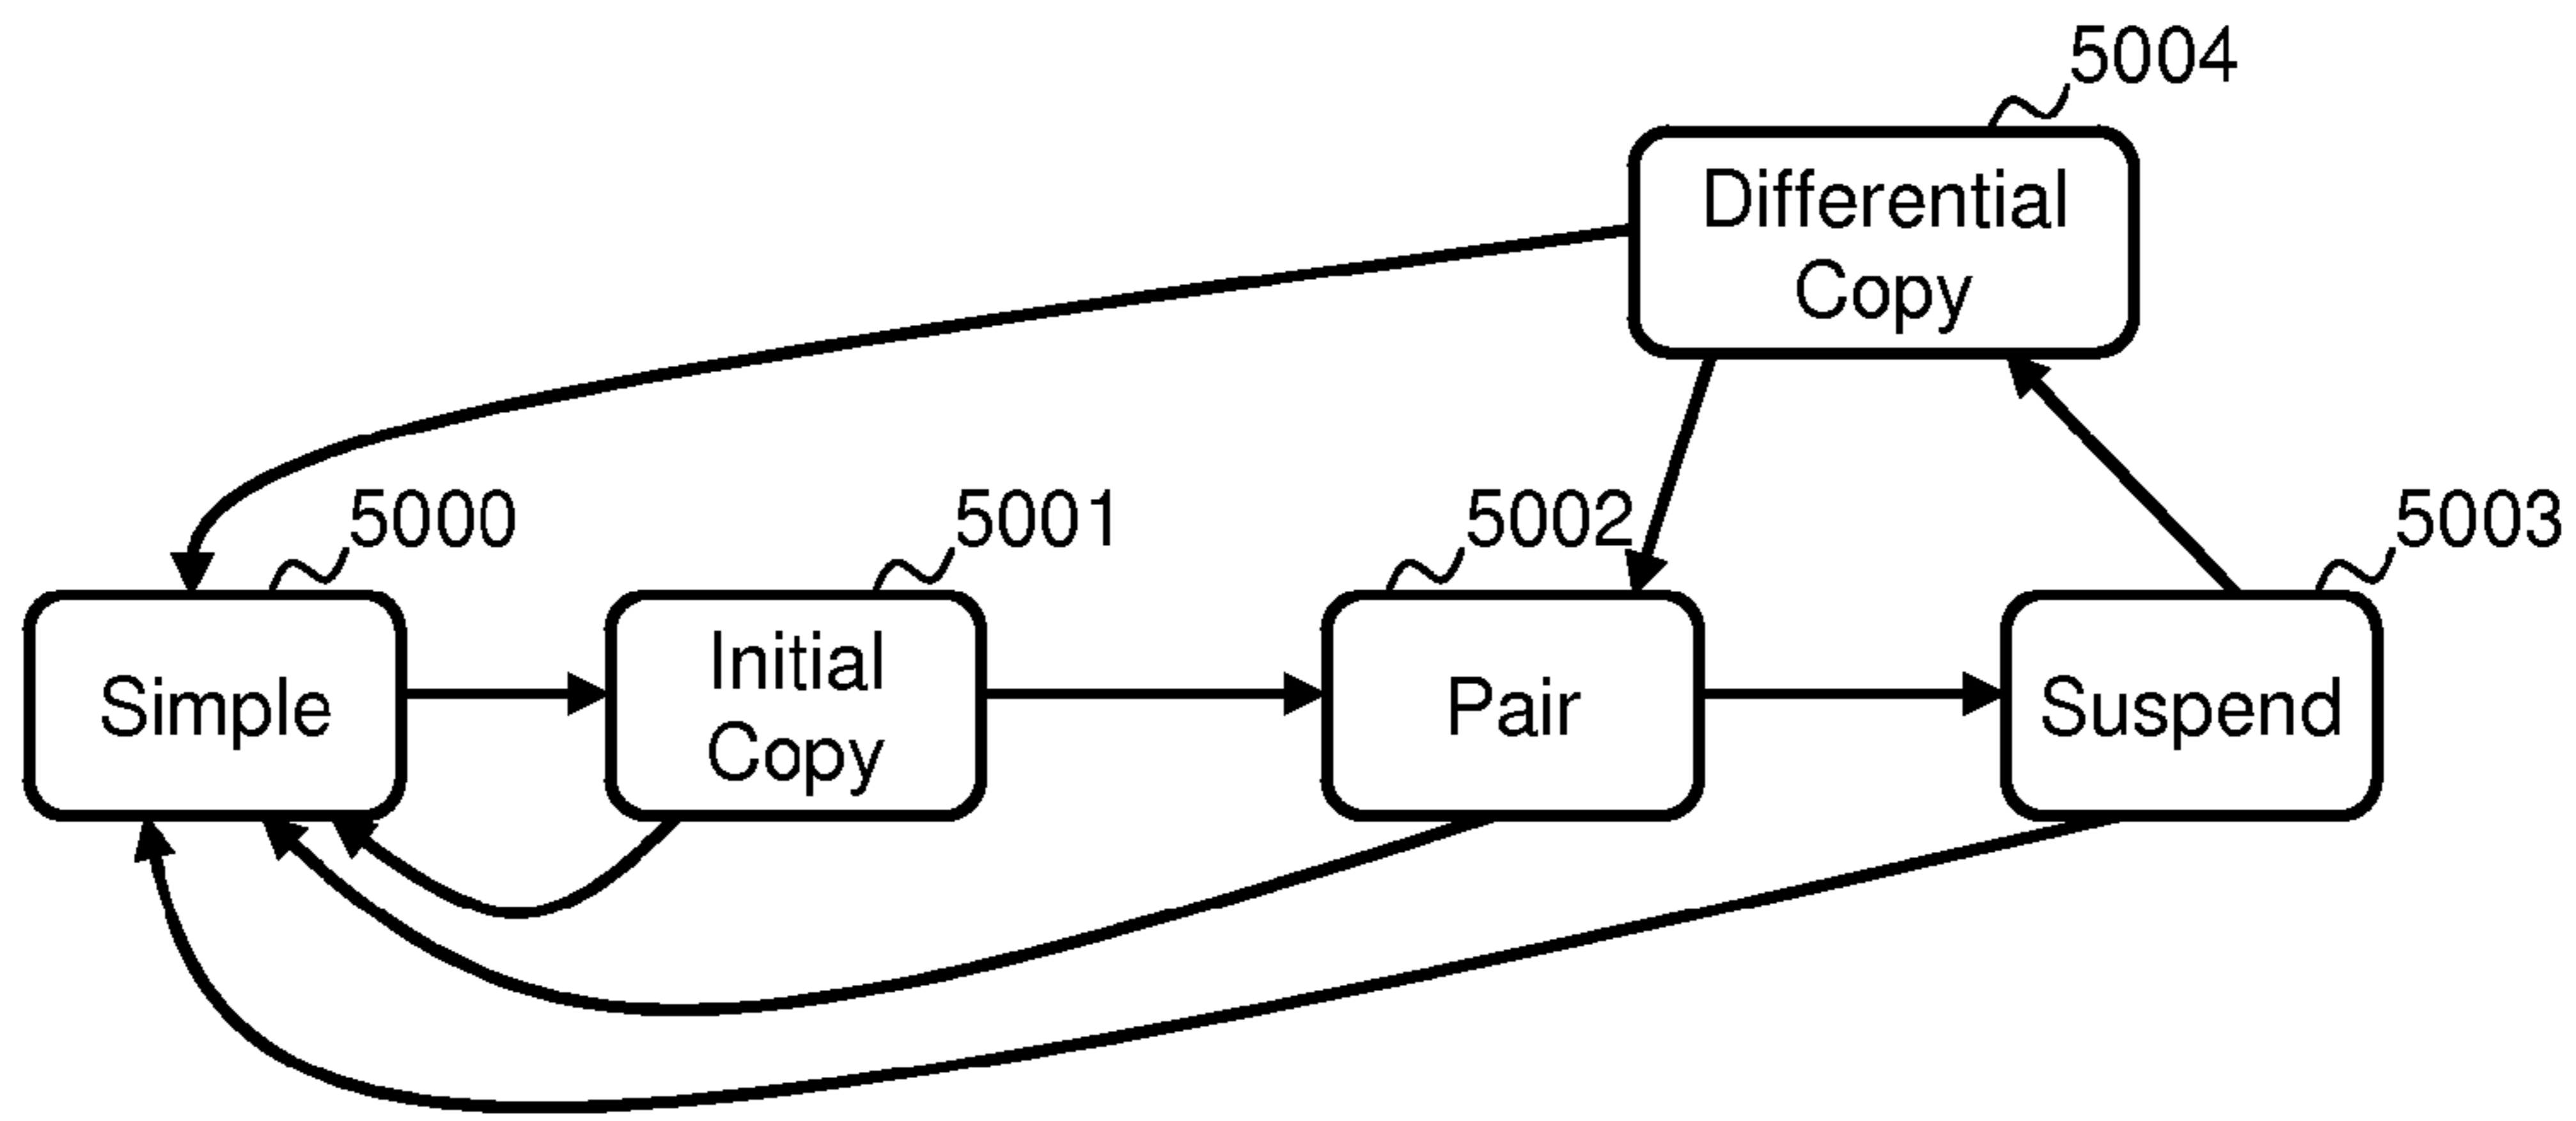 5004
Differential
Copy
5000
5001
5002
5003
Simple
Initial
Copy
Pair
Suspend